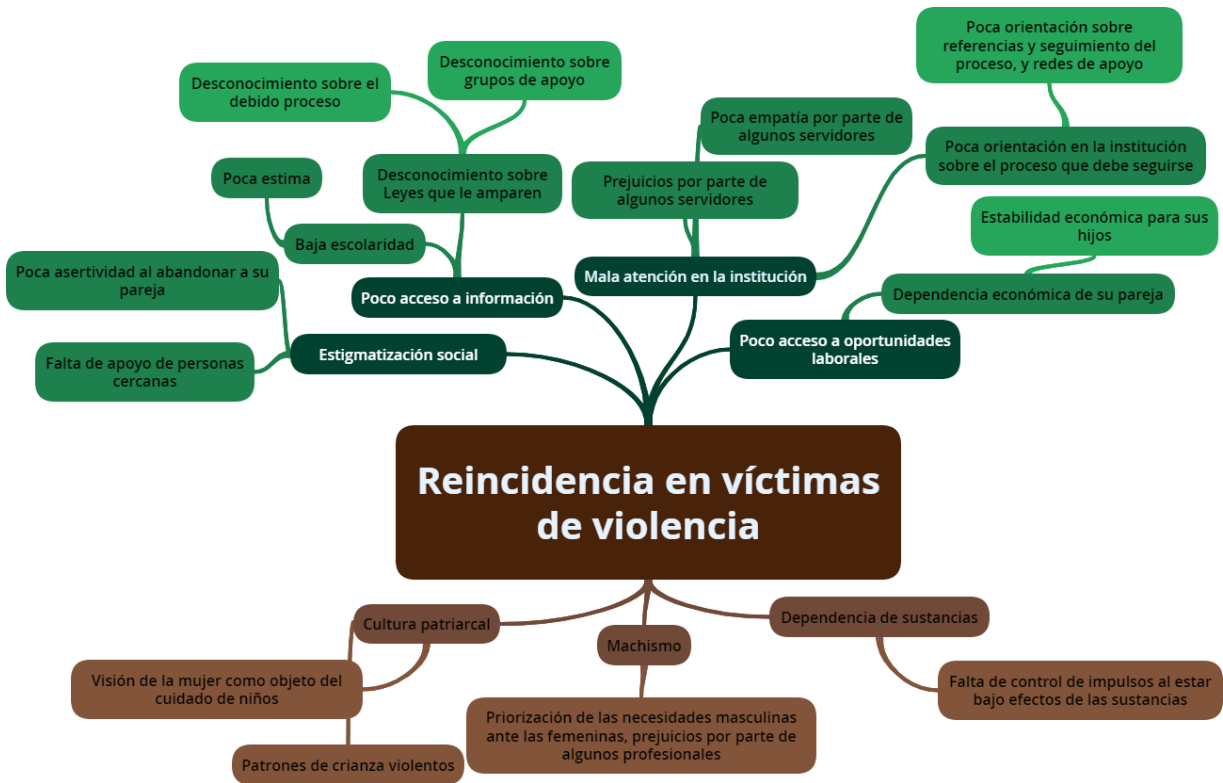 Poca orientación sobre
referencias y seguimiento del
proceso, y redes de apoyo
Desconocimiento sobre
grupos de apoyo
Desconocimiento sobre el
debido proceso
Poca empatía por parte de
algunos servidores
Poca orientación en la institución
sobre el proceso que debe seguirse
Desconocimiento sobre
Leyes que le amparen
Prejuicios por parte de
algunos servidores
Poca estima
Estabilidad económica para sus
hijos
Baja escolaridad
Poca asertividad al abandonar a su
pareja
Mala atención en la institución
Poco acceso a información
Dependencia económica de su pareja
Poco acceso a oportunidades
laborales
Estigmatización social
Falta de apoyo de personas
cercanas
Reincidencia en víctimas
de violencia
Cultura patriarcal
Machismo
Dependencia de sustancias
Visión de la mujer como objeto del
cuidado de niños
Falta de control de impulsos al estar
bajo efectos de las sustancias
Priorización de las necesidades masculinas
ante las femeninas, prejuicios por parte de
algunos profesionales
Patrones de crianza violentos